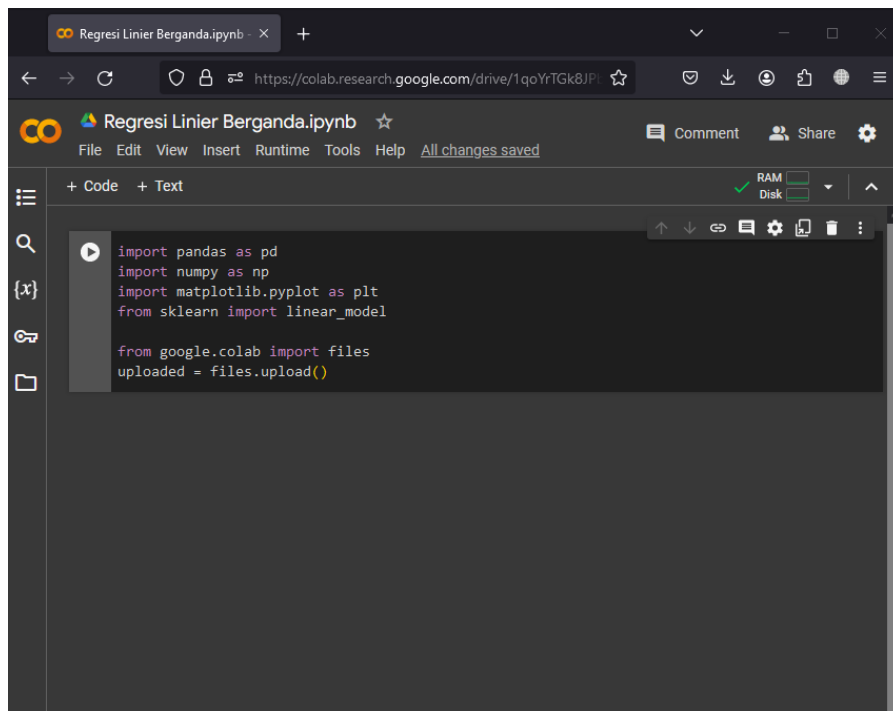 Regresi Linier Berganda.ipynb -
https://colab.research.google.com/drive/1qoYrTGk8JP
Regresi Linier Berganda.ipynb
Comment
Share
File Edit View Insert Runtime Tools Help All changes saved
+ Code + Text
RAM
Disk
{x}
import pandas as pd
import numpy as np
import matplotlib.pyplot as plt
from sklearn import linear_model
from google.colab import files
uploaded = files.upload()